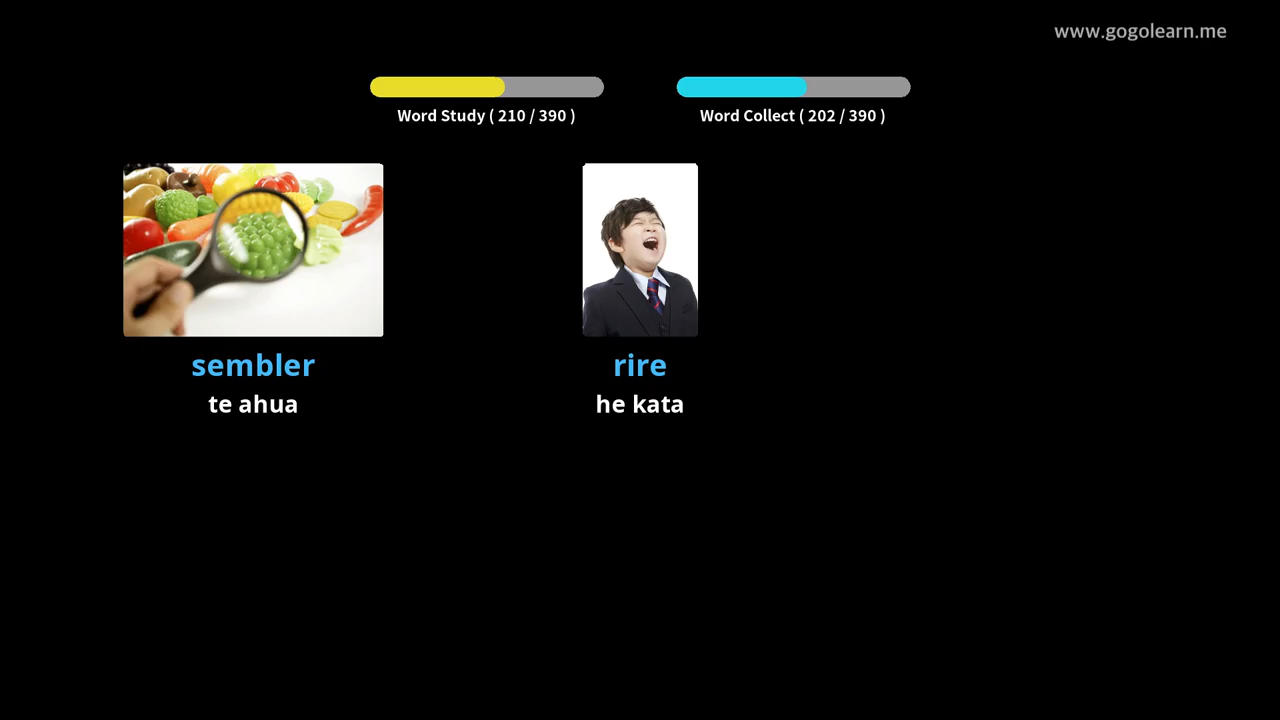 www.gogolearn.me
Word Study ( 210 / 390 )
Word Collect ( 202 / 390 )
sembler
te ahua
rire
he kata